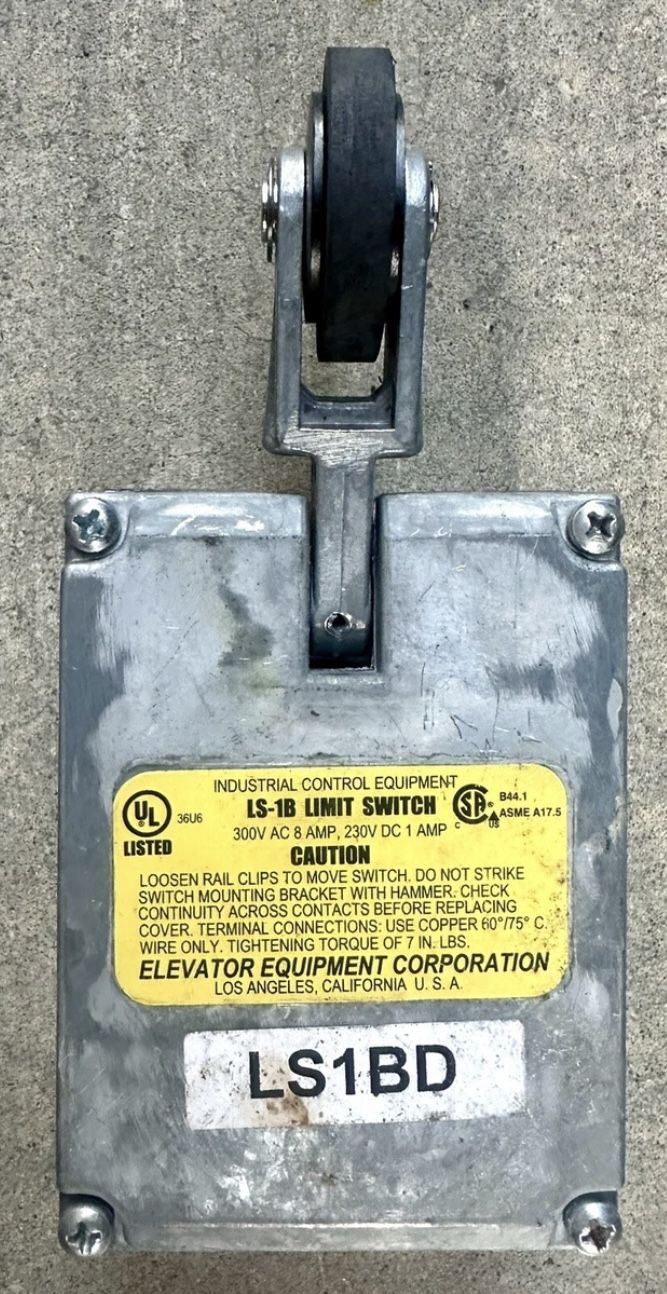 INDUSTRIAL CONTROL EQUIPMENT
UL
LISTED
36U6
LS-1B LIMIT SWITCH
300V AC 8 AMP, 230V DC 1 AMP
SA
®
C US
B44.1
ASME A17.5
CAUTION
LOOSEN RAIL CLIPS TO MOVE SWITCH. DO NOT STRIKE
SWITCH MOUNTING BRACKET WITH HAMMER. CHECK
CONTINUITY ACROSS CONTACTS BEFORE REPLACING
COVER. TERMINAL CONNECTIONS: USE COPPER 60°/75° C.
WIRE ONLY. TIGHTENING TORQUE OF 7 IN. LBS.
ELEVATOR EQUIPMENT CORPORATION
LOS ANGELES, CALIFORNIA U. S. A.
LS1BD